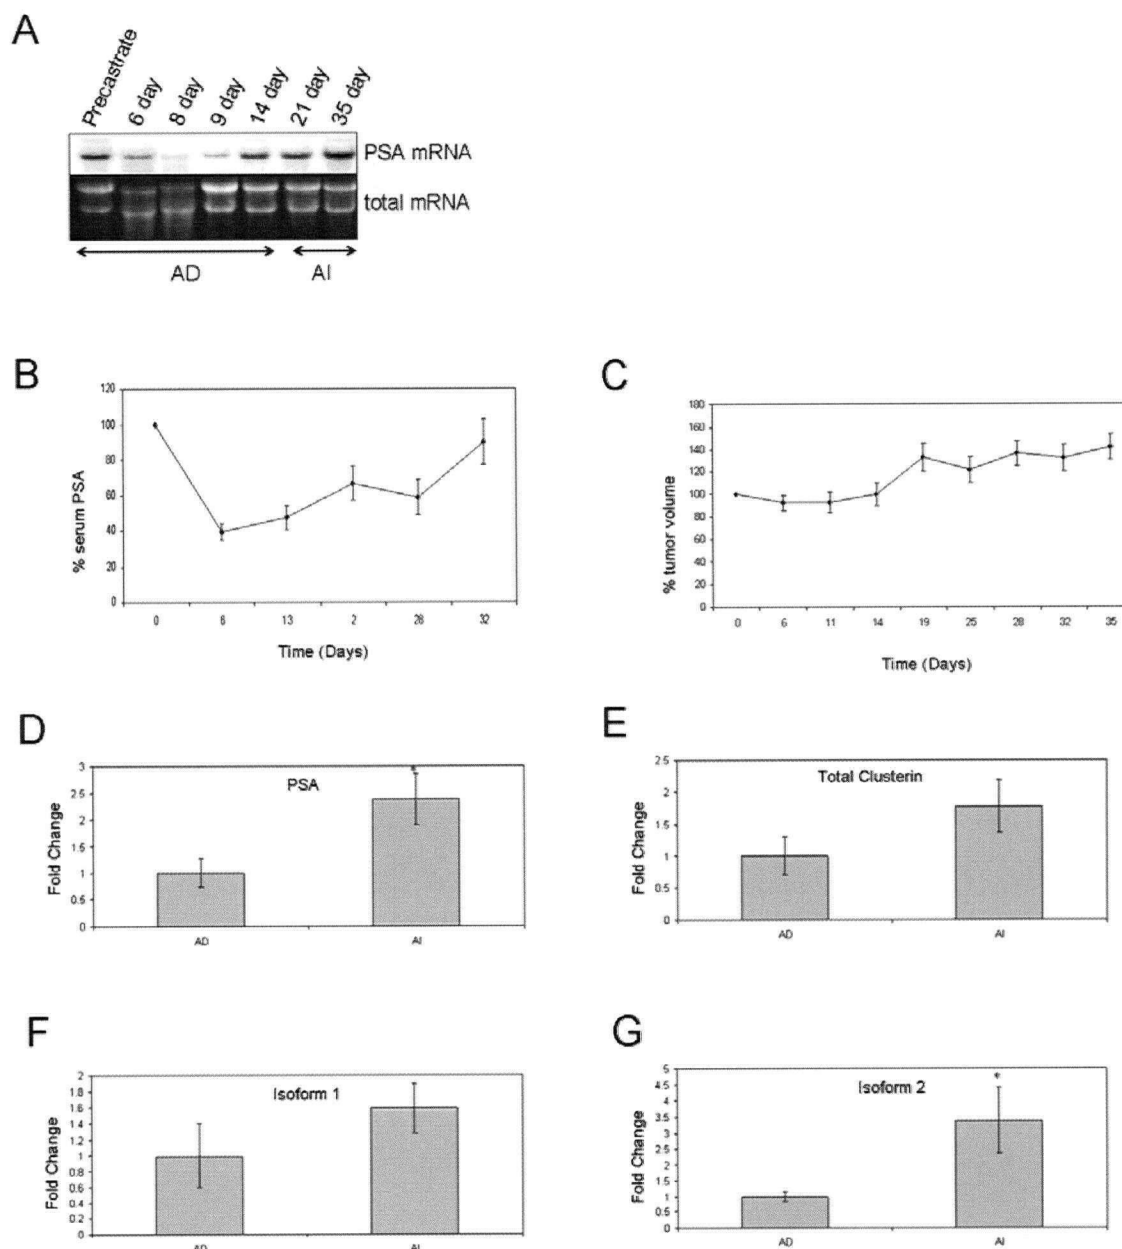 A
Precastrate 6 day 8 day 9 day 14 day 21 day 35 day
PSA mRNA
total mRNA
AD AI
B
120
100
80
60
40
20
0
% serum PSA
0 6 13 2 28 32
Time (Days)
C
180
160
140
120
100
80
60
40
20
0
% tumor volume
0 6 11 14 19 25 28 32 35
Time (Days)
D
3
2.5
2
1.5
1
0.5
0
Fold Change
PSA
*
AD AI
E
2.5
2
1.5
1
0.5
0
Fold Change
Total Clusterin
AD AI
F
2
1.8
1.6
1.4
1.2
1
0.8
0.6
0.4
0.2
0
Fold Change
Isoform 1
AD AI
G
5
4.5
4
3.5
3
2.5
2
1.5
1
0.5
0
Fold Change
Isoform 2
*
AD AI